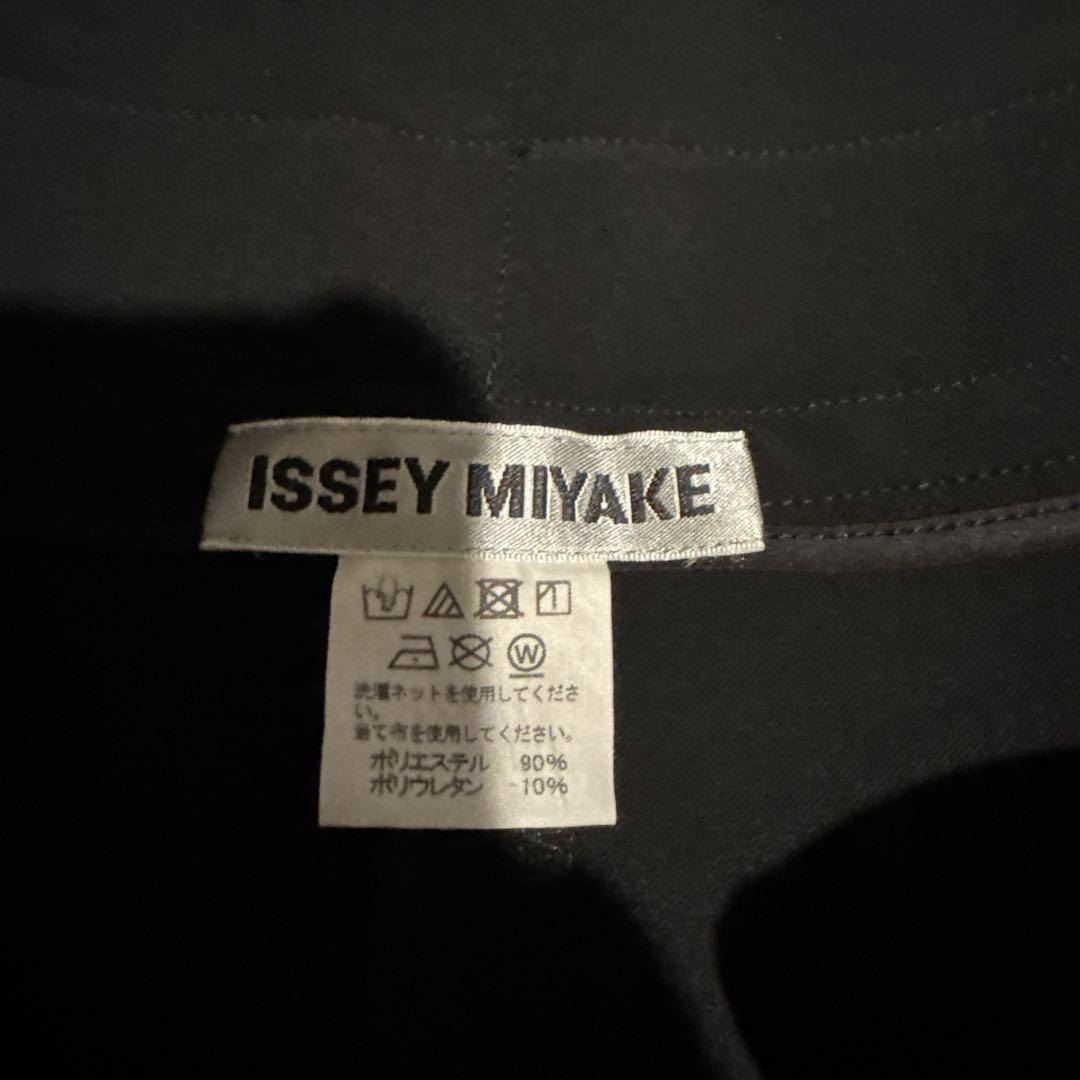 ISSEY MIYAKE
W
洗濯ネットを使用してくださ
い。
当て布を使用してください。
ポリエステル 90%
ポリウレタン 10%